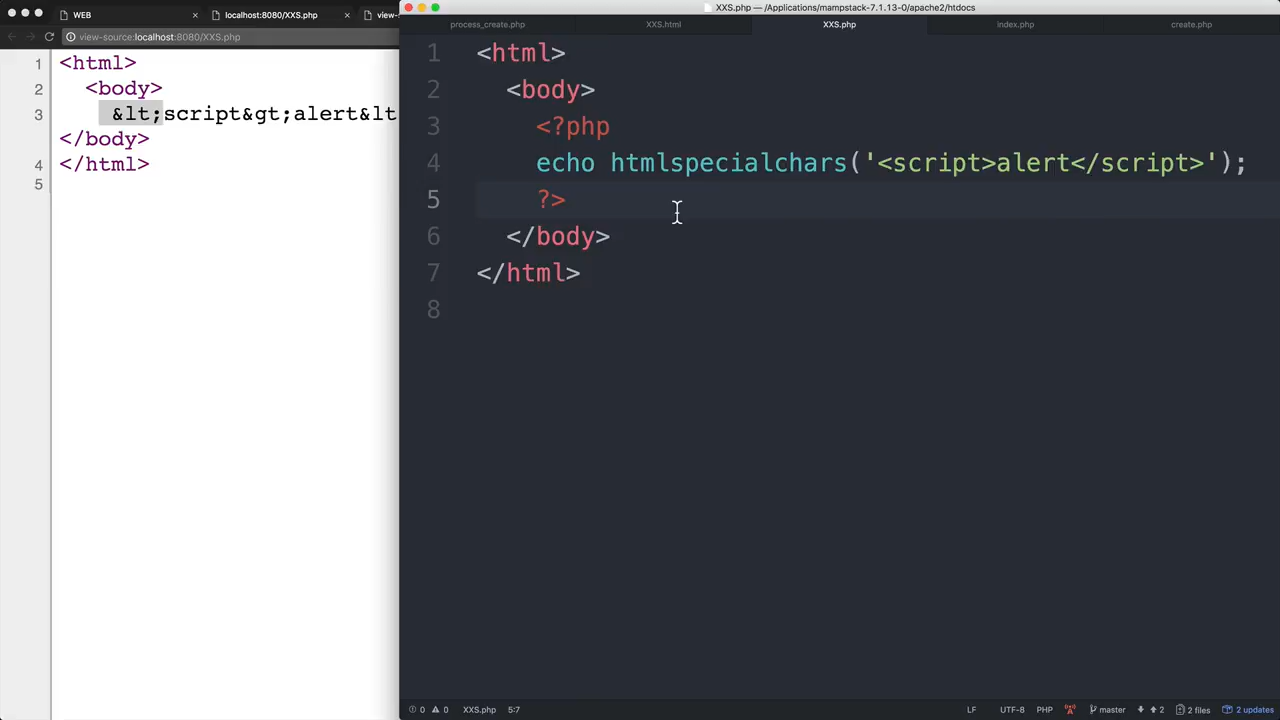 WEB
localhost:8080/XXS.php
view-s
view-source:localhost:8080/XXS.php
1 <html>
2 <body>
3 &lt;script&gt;alert&lt
</body>
4 </html>
5
XXS.php — /Applications/mampstack-7.1.13-0/apache2/htdocs
process_create.php
XXS.html
XXS.php
index.php
create.php
1 <html>
2 <body>
3 <?php
4 echo htmlspecialchars('<script>alert</script>');
5 ?>
6 </body>
7 </html>
8
0 0 XXS.php 5:7
LF UTF-8 PHP master 2 2 files 2 updates